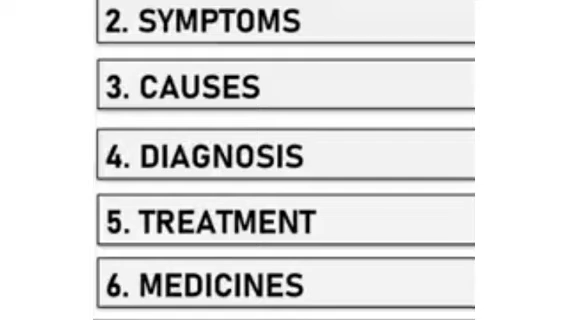 2. SYMPTOMS
3. CAUSES
4. DIAGNOSIS
5. TREATMENT
6. MEDICINES